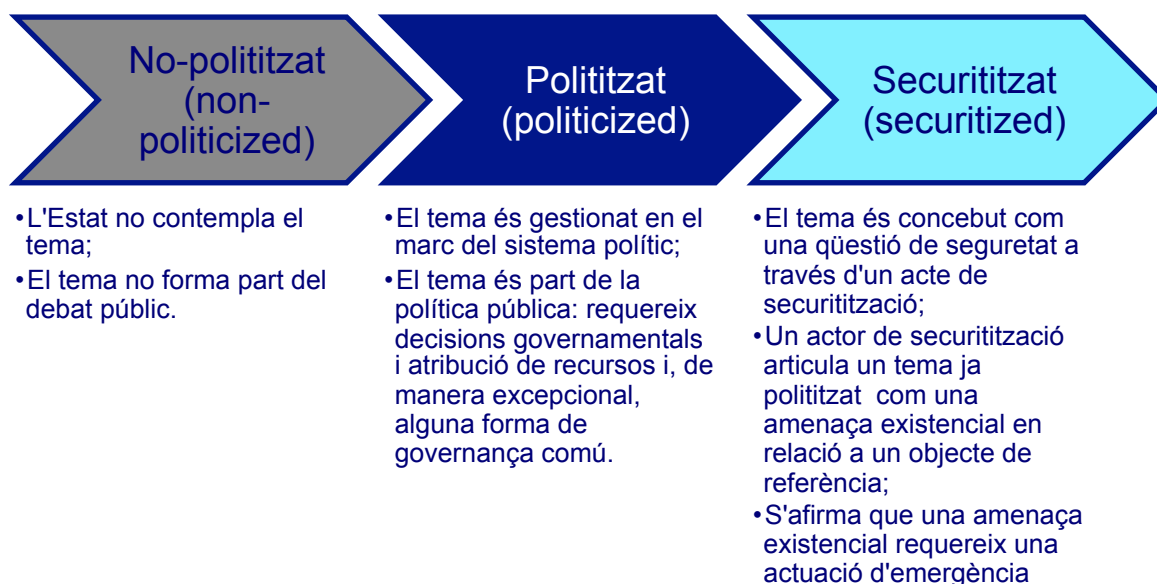 No-polititzat
(non-
politicized)
•L'Estat no contempla el
tema;
•El tema no forma part del
debat públic.
Polititzat
(politicized)
•El tema és gestionat en el
marc del sistema polític;
•El tema és part de la
política pública: requereix
decisions governamentals
i atribució de recursos i, de
manera excepcional,
alguna forma de
governança comú.
Securititzat
(securitized)
•El tema és concebut com
una qüestió de seguretat a
través d'un acte de
securitització;
•Un actor de securitització
articula un tema ja
polititzat com una
amenaça existencial en
relació a un objecte de
referència;
•S'afirma que una amenaça
existencial requereix una
actuació d'emergència